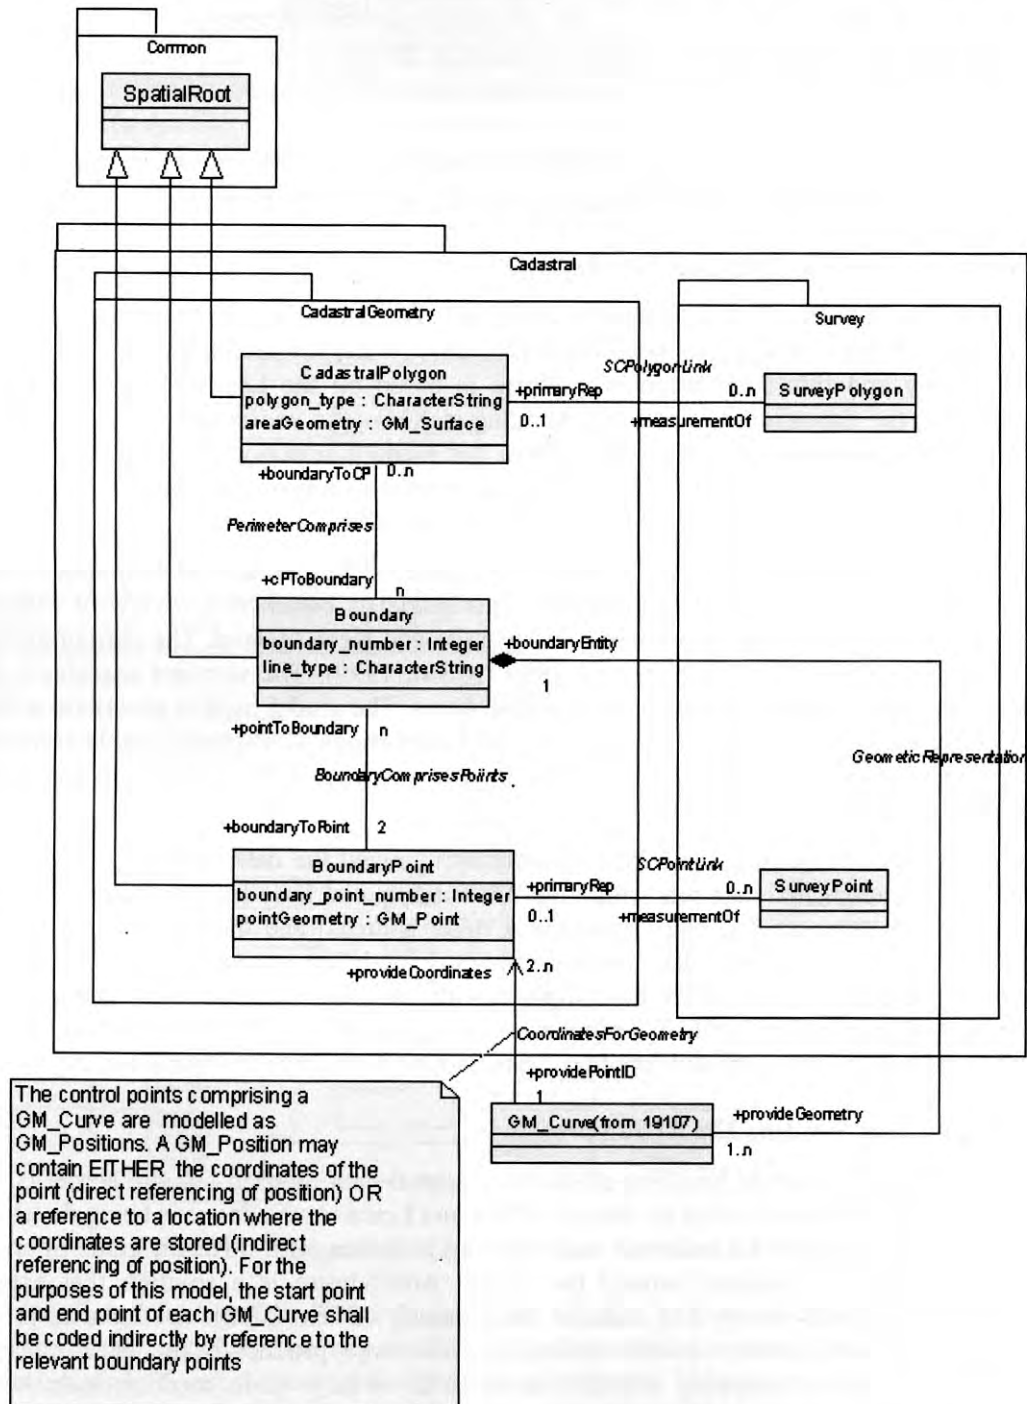 Common
SpatialRoot
Cadastral
CadastralGeometry
Survey
CadastralPolygon
polygon_type : CharacterString
areaGeometry : GM_Surface
+primaryRep
SCPolygonLink
0..n
0..1
+measurementOf
SurveyPolygon
+boundaryToCP
0..n
PerimeterComprises
+cPToBoundary
n
Boundary
boundary_number : Integer
line_type : CharacterString
+boundaryEntity
1
+pointToBoundary
n
GeometicRepresentation
BoundaryComprisesPoiints
+boundaryToPoint
2
BoundaryPoint
boundary_point_number : Integer
pointGeometry : GM_Point
+primaryRep
SCPointLink
0..n
0..1
+measurementOf
SurveyPoint
+provideCoordinates
2..n
CoordinatesForGeometry
+providePointID
1
GM_Curve(from 19107)
+provideGeometry
1..n
The control points comprising a
GM_Curve are modelled as
GM_Positions. A GM_Position may
contain EITHER the coordinates of the
point (direct referencing of position) OR
a reference to a location where the
coordinates are stored (indirect
referencing of position). For the
purposes of this model, the start point
and end point of each GM_Curve shall
be coded indirectly by reference to the
relevant boundary points